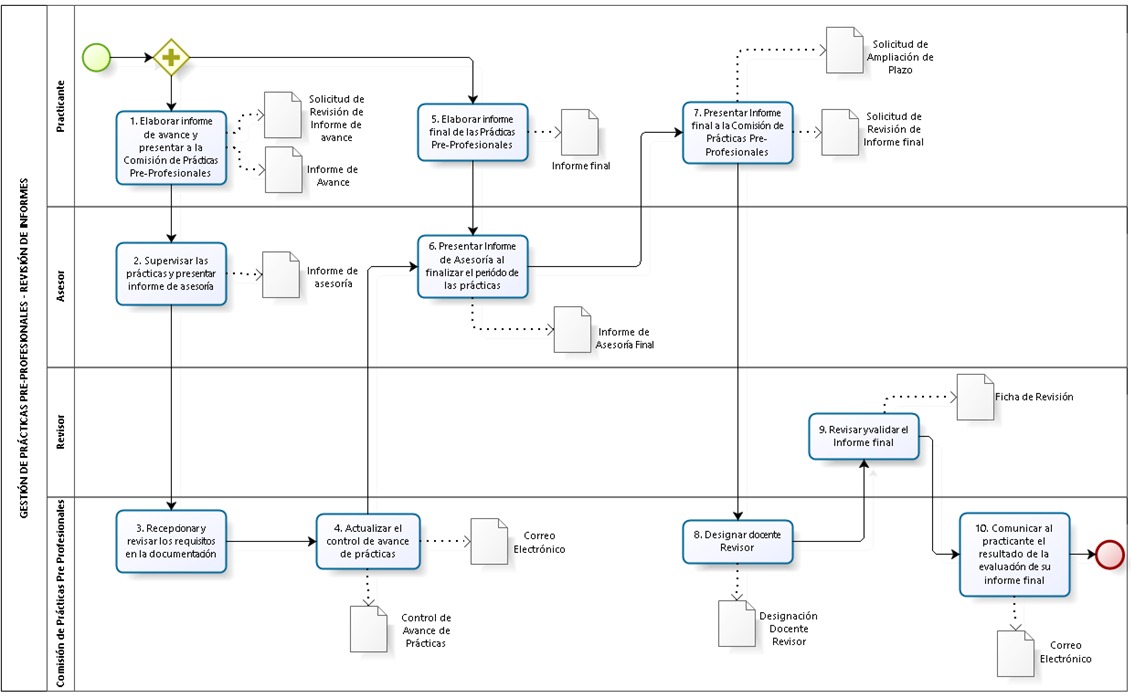 GESTIÓN DE PRÁCTICAS PRE-PROFESIONALES - REVISIÓN DE INFORMES
Practicante
1. Elaborar informe
de avance y
presentar a la
Comisión de Prácticas
Pre-Profesionales
Solicitud de
Revisión de
Informe de
avance
Informe de
Avance
5. Elaborar informe
final de las Prácticas
Pre-Profesionales
Informe final
7. Presentar Informe
final a la Comisión de
Prácticas Pre-
Profesionales
Solicitud de
Ampliación de
Plazo
Solicitud de
Revisión de
Informe final
Asesor
2. Supervisar las
prácticas y presentar
informe de asesoría
Informe de
asesoría
6. Presentar Informe
de Asesoría al
finalizar el periódo de
las prácticas
Informe de
Asesoría Final
Revisor
9. Revisar y validar el
Informe final
Ficha de Revisión
Comisión de Prácticas Pre Profesionales
3. Recepcionar y
revisar los requisitos
en la documentación
4. Actualizar el
control de avance
de prácticas
Correo
Electrónico
Control de
Avance de
Prácticas
8. Designar docente
Revisor
Designación
Docente
Revisor
10. Comunicar al
practicante el
resultado de la
evaluación de su
informe final
Correo
Electrónico